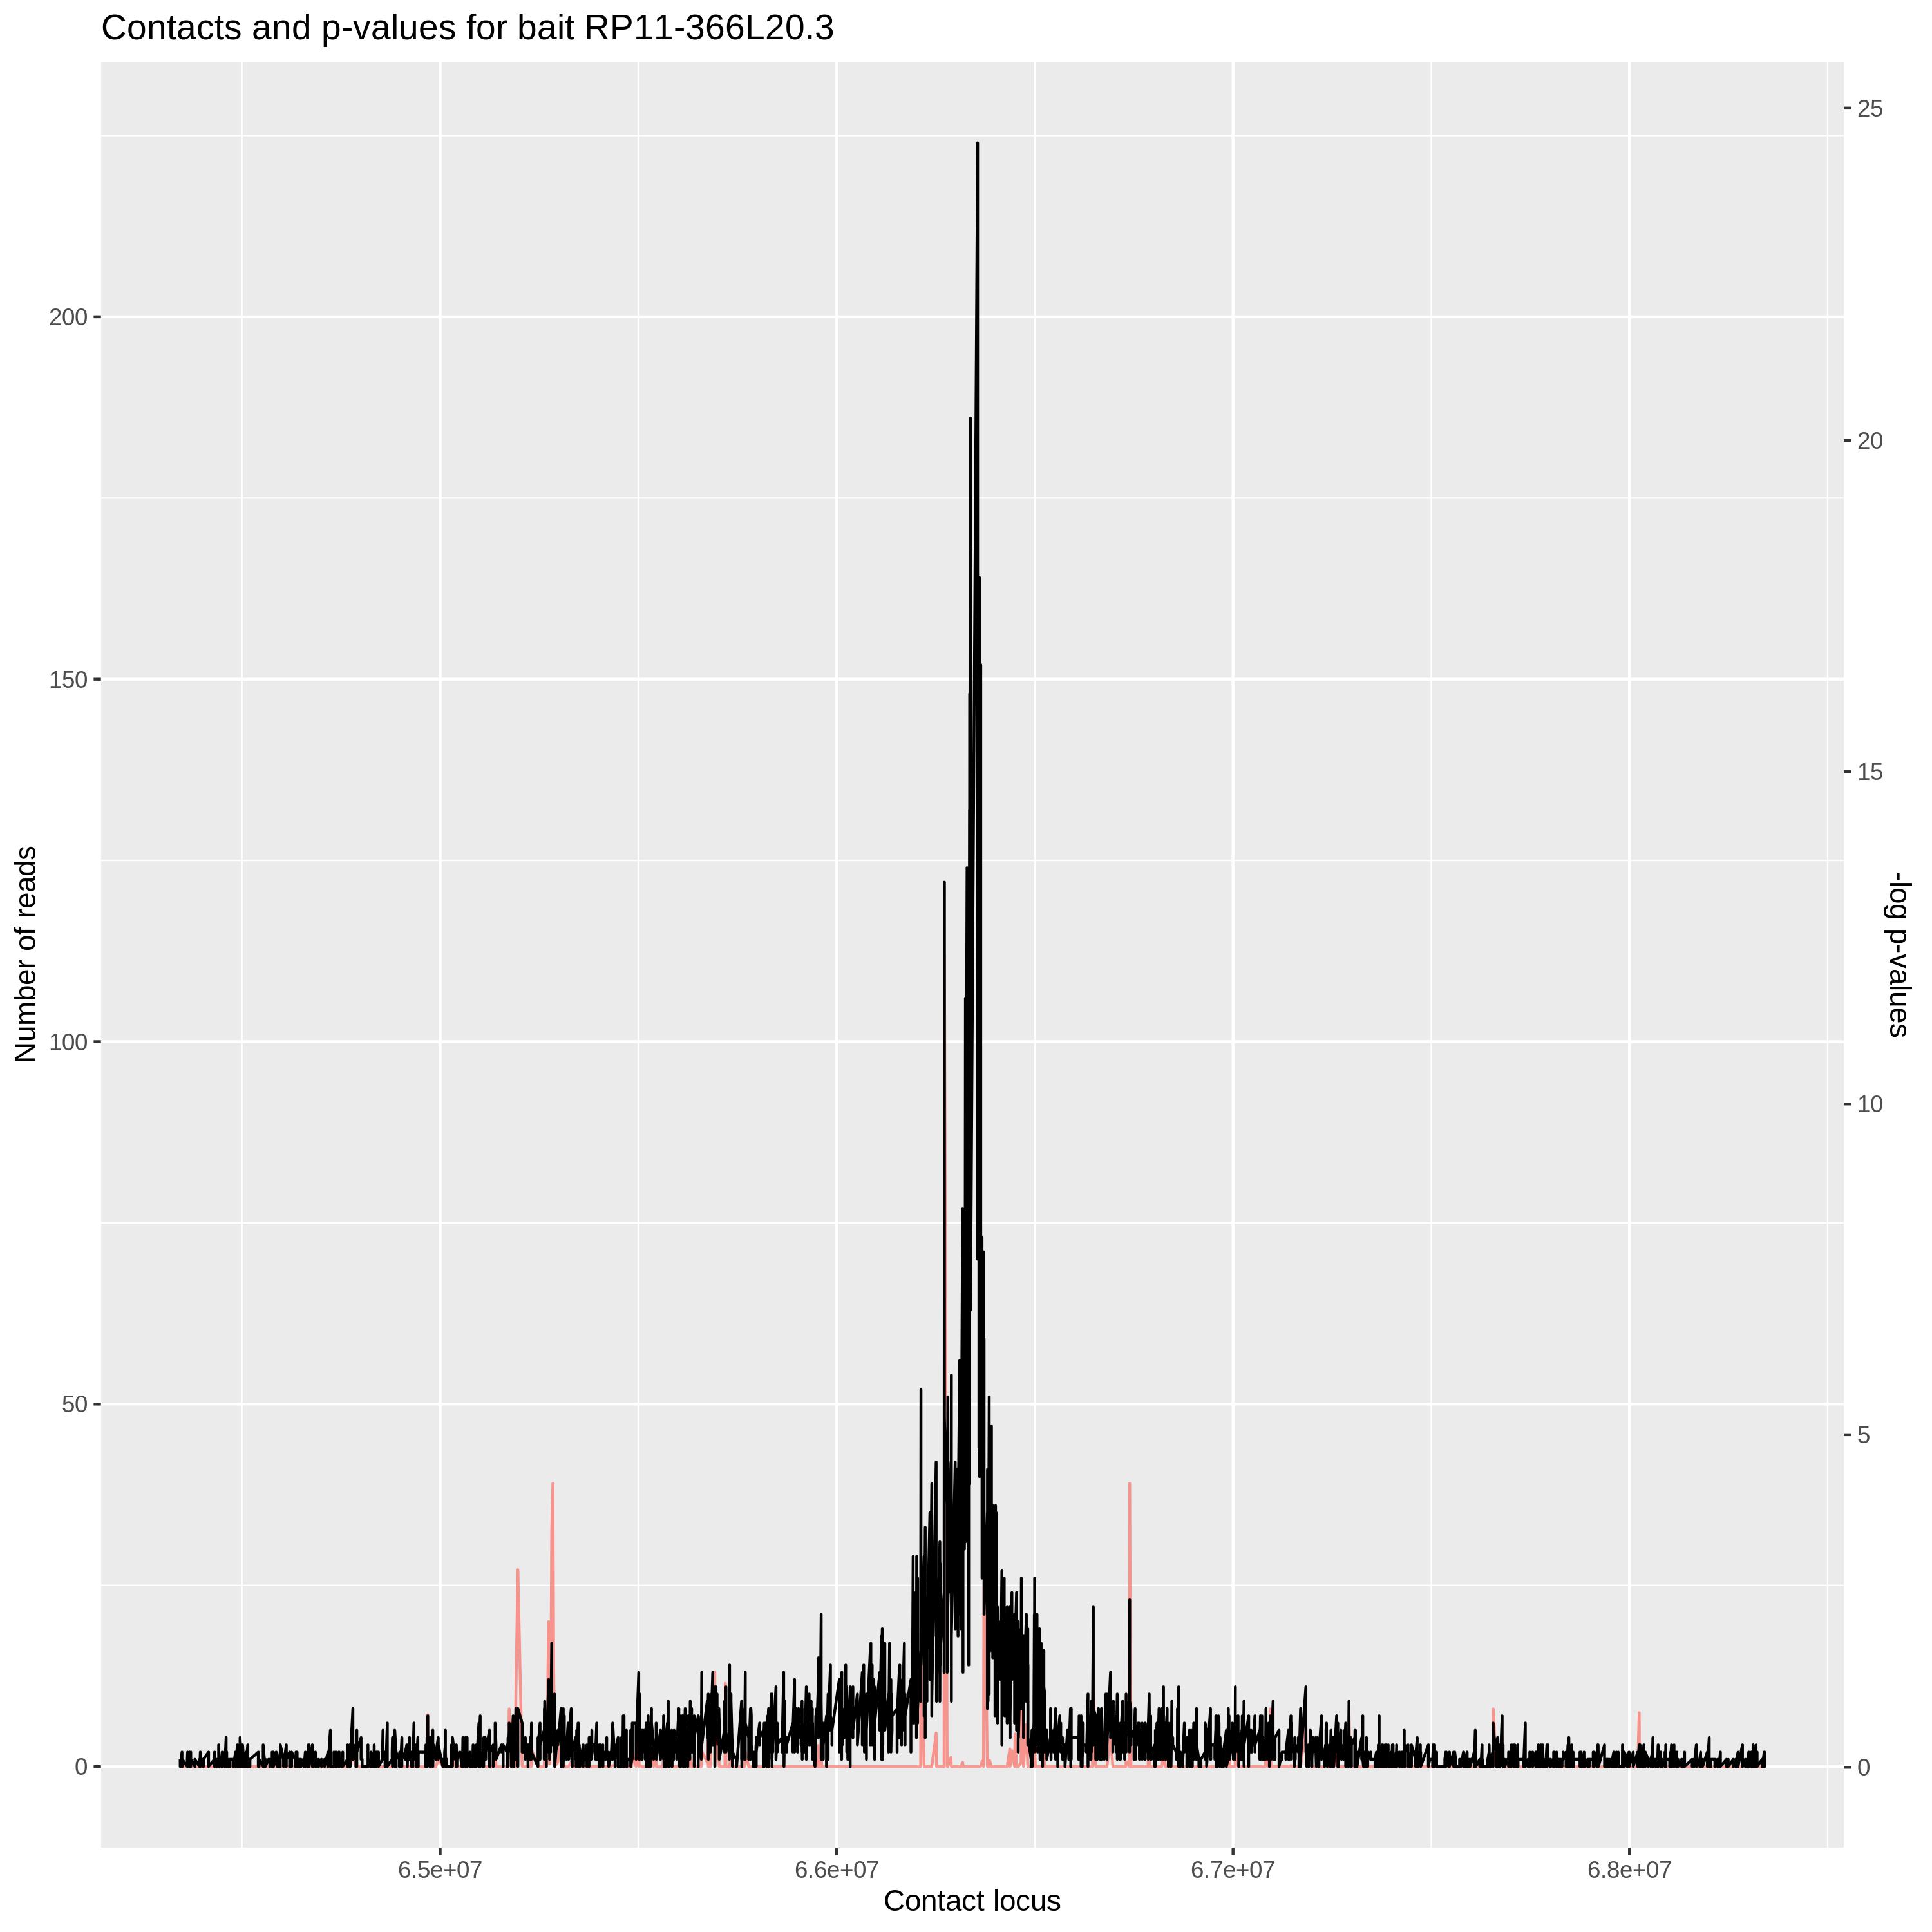 Contacts and p-values for bait RP11-366L20.3
Number of reads
200
150
100
50
0
25
20
15
10
5
0
-log p-values
6.5e+07 6.6e+07 6.7e+07 6.8e+07
Contact locus